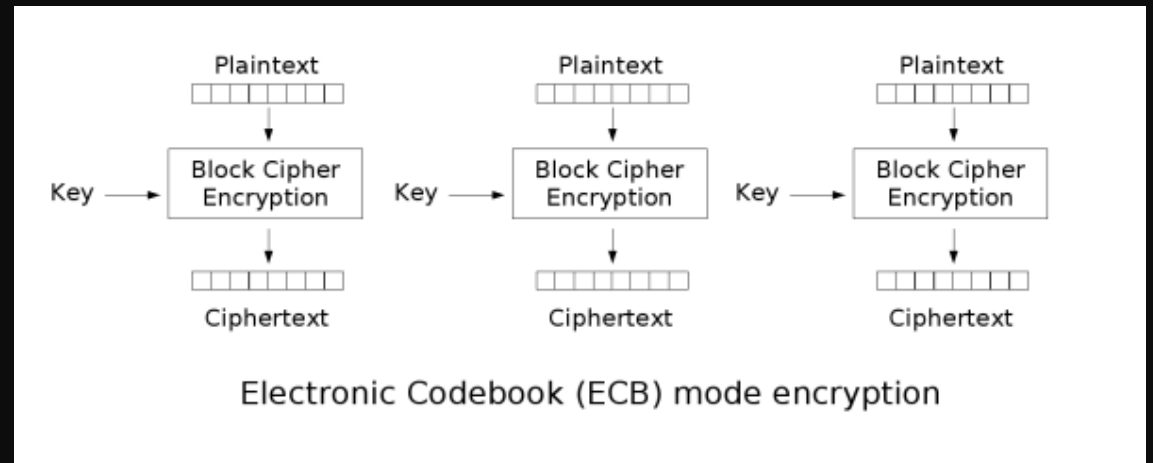 Plaintext Plaintext Plaintext
Block Cipher Block Cipher Block Cipher
Key Key Key
Encryption Encryption Encryption
Ciphertext Ciphertext Ciphertext
Electronic Codebook (ECB) mode encryption